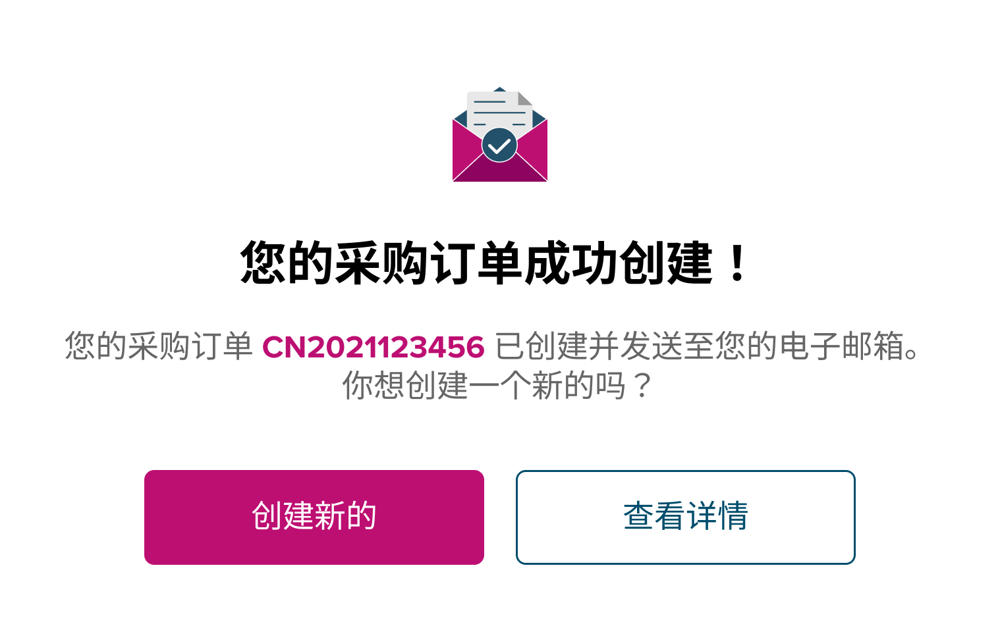 您的采购订单成功创建！
您的采购订单 CN2021123456 已创建并发送至您的电子邮箱。
你想创建一个新的吗？
创建新的
查看详情